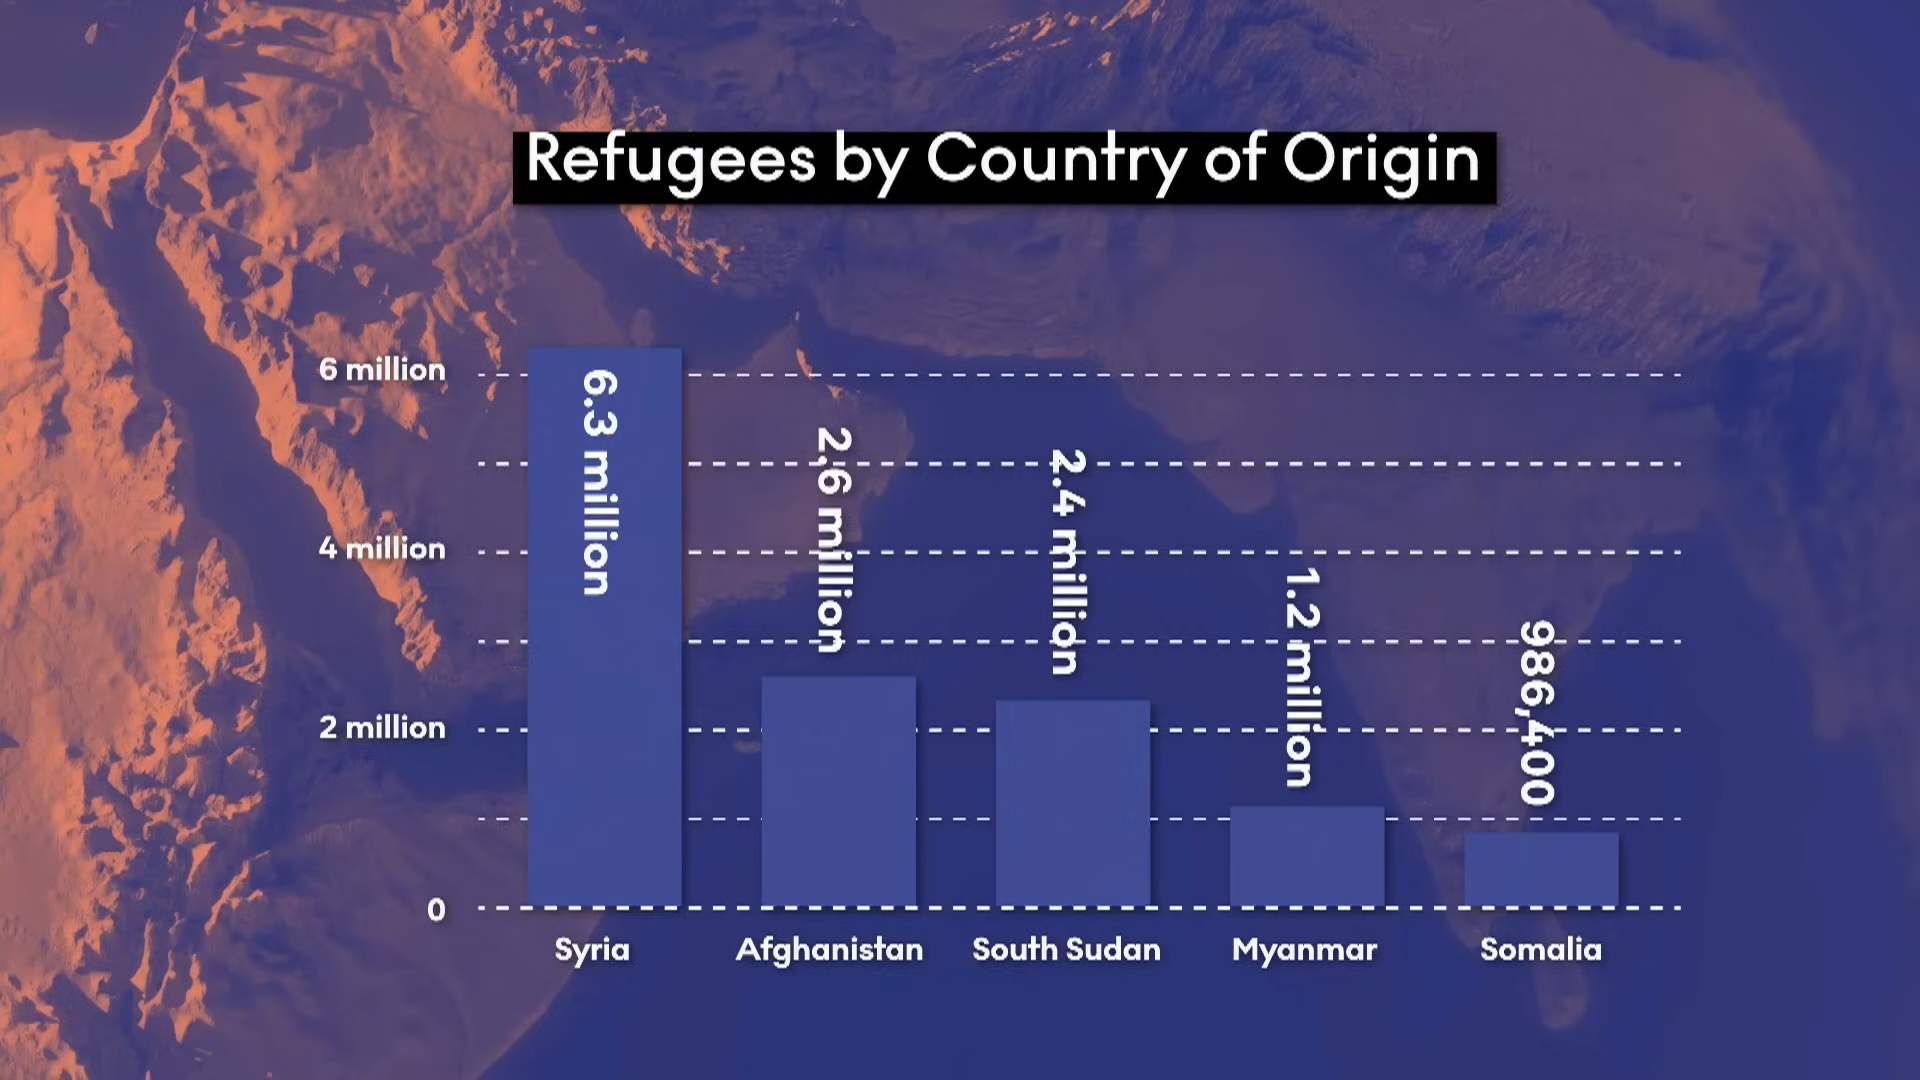 Refugees by Country of Origin
6 million
4 million
2 million
0
6.3 million
2.6 million
2.4 million
1.2 million
986,400
Syria
Afghanistan
South Sudan
Myanmar
Somalia